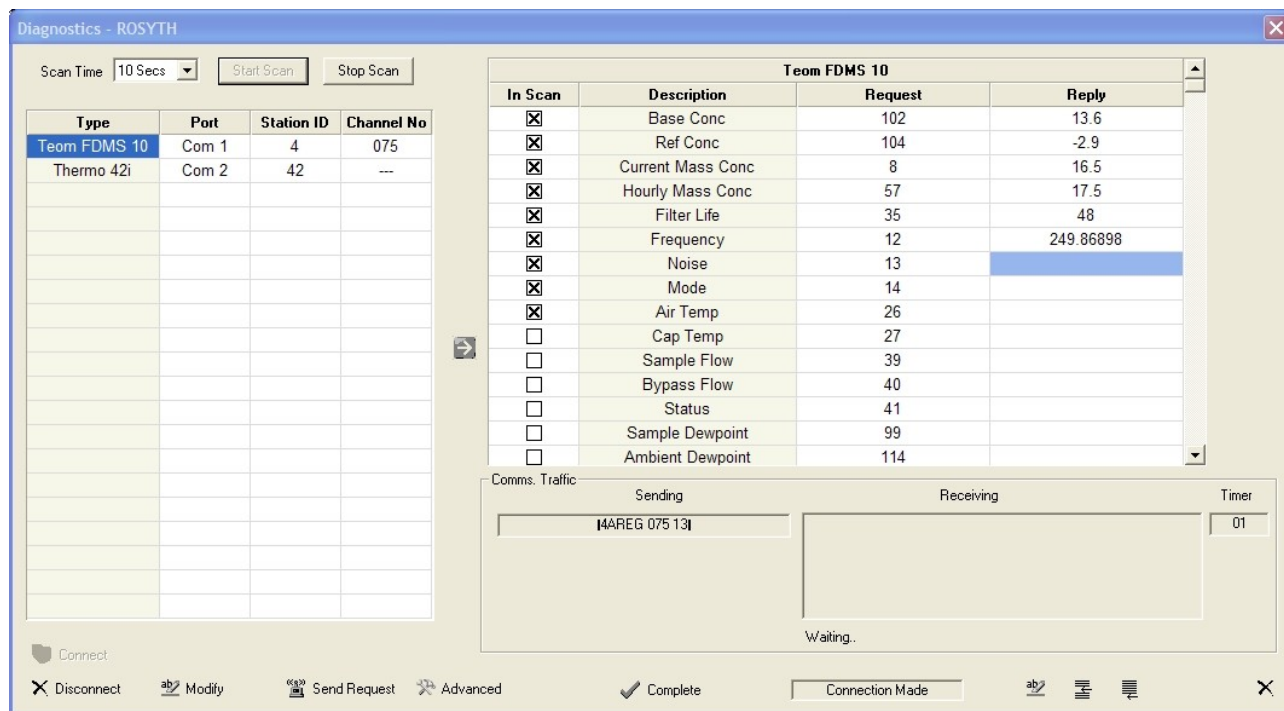 Diagnostics - ROSYTH
Scan Time 10 Secs Start Scan Stop Scan
Type Port Station ID Channel No
Teom FDMS 10 Com 1 4 075
Thermo 42i Com 2 42 ---
Teom FDMS 10
In Scan Description Request Reply
Base Conc 102 13.6
Ref Conc 104 -2.9
Current Mass Conc 8 16.5
Hourly Mass Conc 57 17.5
Filter Life 35 48
Frequency 12 249.86898
Noise 13
Mode 14
Air Temp 26
Cap Temp 27
Sample Flow 39
Bypass Flow 40
Status 41
Sample Dewpoint 99
Ambient Dewpoint 114
Comms. Traffic
Sending Receiving Timer
|4AREG 075 13| 01
Waiting..
Connect
Disconnect Modify Send Request Advanced Complete Connection Made